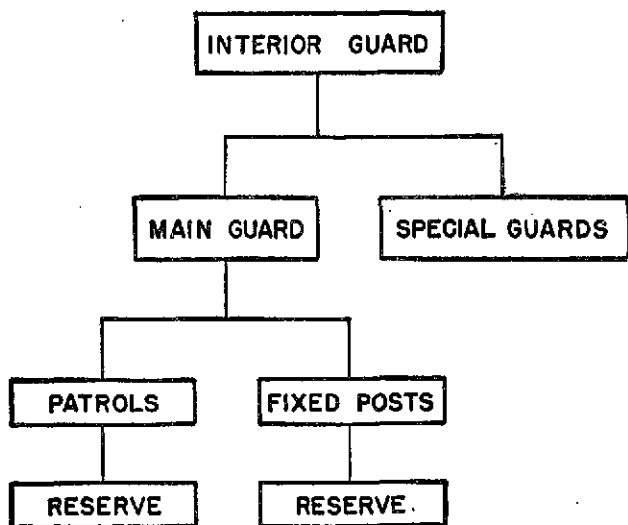 INTERIOR GUARD
MAIN GUARD
SPECIAL GUARDS
PATROLS
FIXED POSTS
RESERVE
RESERVE